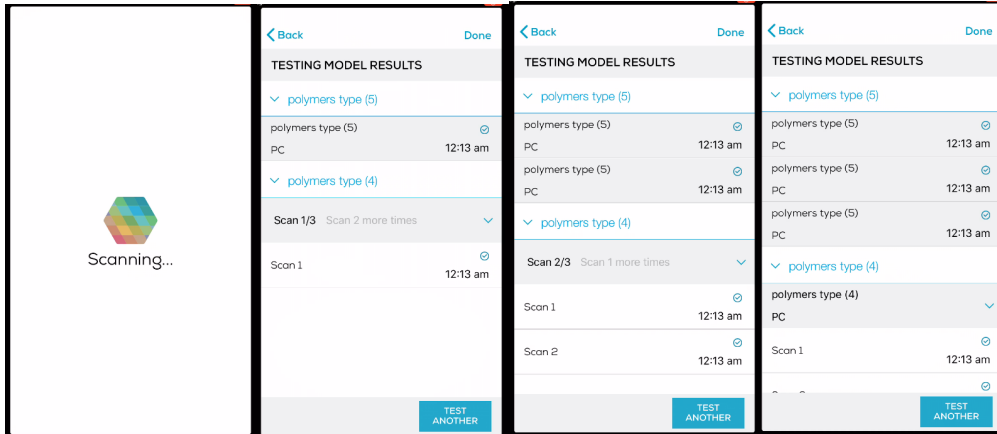 Scanning...
Back Done
TESTING MODEL RESULTS
polymers type (5)
polymers type (5)
PC 12:13 am
polymers type (4)
Scan 1/3 Scan 2 more times
Scan 1
12:13 am
TEST
ANOTHER
Back Done
TESTING MODEL RESULTS
polymers type (5)
polymers type (5)
PC 12:13 am
polymers type (5)
PC 12:13 am
polymers type (4)
Scan 2/3 Scan 1 more times
Scan 1
12:13 am
Scan 2
12:13 am
TEST
ANOTHER
Back Done
TESTING MODEL RESULTS
polymers type (5)
polymers type (5)
PC 12:13 am
polymers type (5)
PC 12:13 am
polymers type (5)
PC 12:13 am
polymers type (4)
polymers type (4)
PC
Scan 1
12:13 am
TEST
ANOTHER